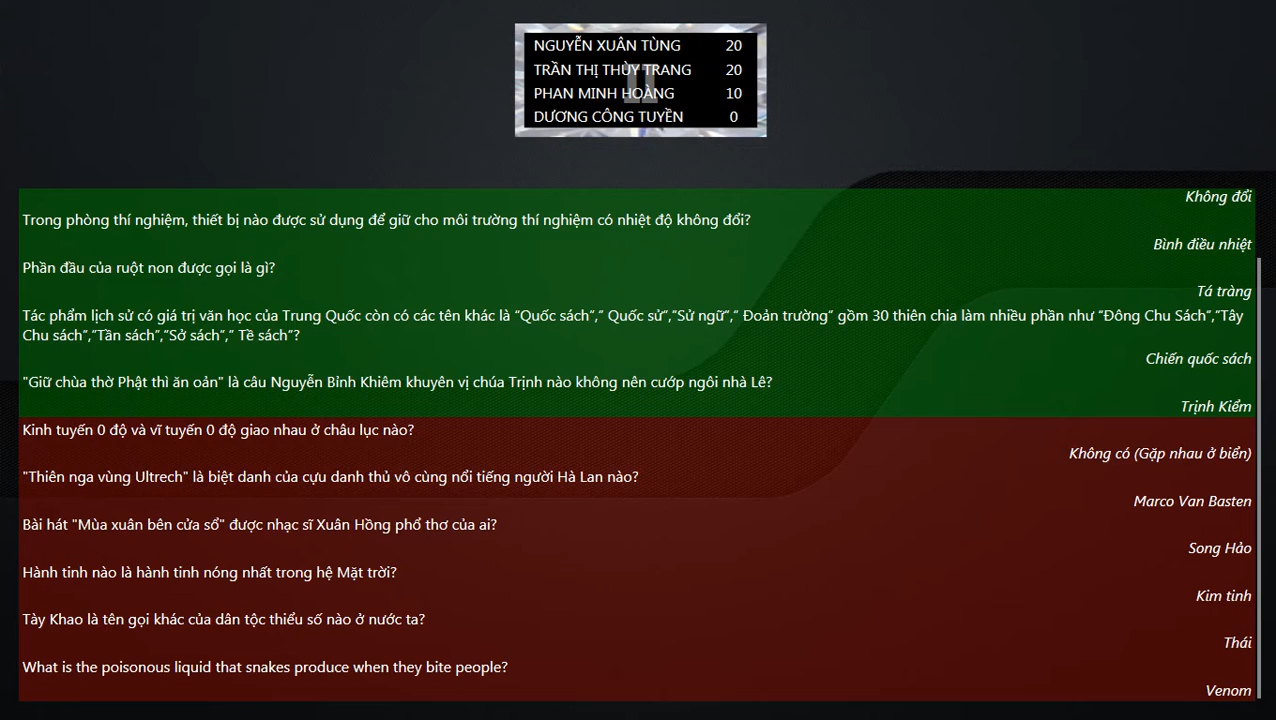 NGUYỄN XUÂN TÙNG 20
TRẦN THỊ THÙY TRANG 20
PHAN MINH HOÀNG 10
DƯƠNG CÔNG TUYỀN 0
Không đổi
Trong phòng thí nghiệm, thiết bị nào được sử dụng để giữ cho môi trường thí nghiệm có nhiệt độ không đổi?
Bình điều nhiệt
Phần đầu của ruột non được gọi là gì?
Tá tràng
Tác phẩm lịch sử có giá trị văn học của Trung Quốc còn có các tên khác là “Quốc sách”,” Quốc sử”,”Sử ngữ”,” Đoản trường” gồm 30 thiên chia làm nhiều phần như “Đông Chu Sách”,”Tây
Chu sách”,“Tần sách”,“Sở sách”,” Tề sách”?
Chiến quốc sách
"Giữ chùa thờ Phật thì ăn oản" là câu Nguyễn Bỉnh Khiêm khuyên vị chúa Trịnh nào không nên cướp ngôi nhà Lê?
Trịnh Kiểm
Kinh tuyến 0 độ và vĩ tuyến 0 độ giao nhau ở châu lục nào?
Không có (Gặp nhau ở biển)
"Thiên nga vùng Ultrech" là biệt danh của cựu danh thủ vô cùng nổi tiếng người Hà Lan nào?
Marco Van Basten
Bài hát "Mùa xuân bên cửa sổ" được nhạc sĩ Xuân Hồng phổ thơ của ai?
Song Hảo
Hành tinh nào là hành tinh nóng nhất trong hệ Mặt trời?
Kim tinh
Tày Khao là tên gọi khác của dân tộc thiểu số nào ở nước ta?
Thái
What is the poisonous liquid that snakes produce when they bite people?
Venom